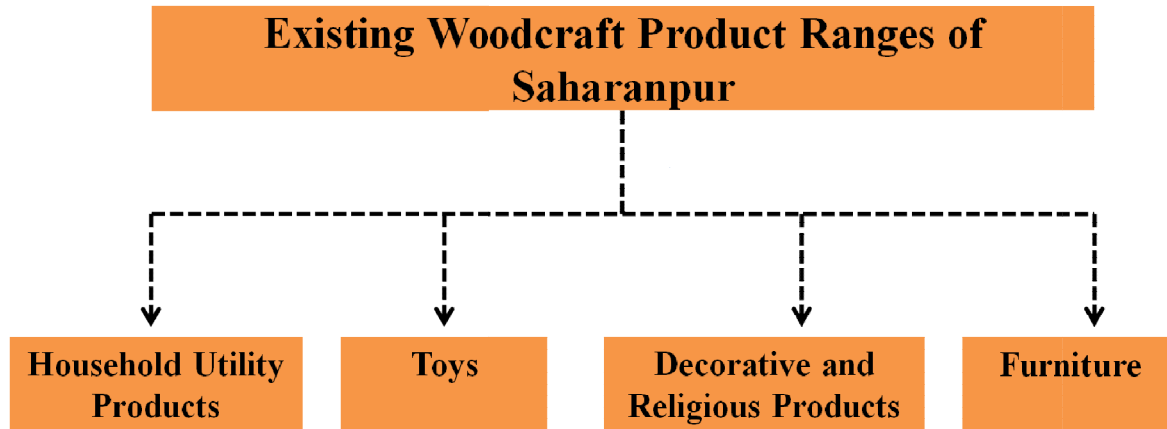 Existing Woodcraft Product Ranges of
Saharanpur
Household Utility
Products
Toys
Decorative and
Religious Products
Furniture